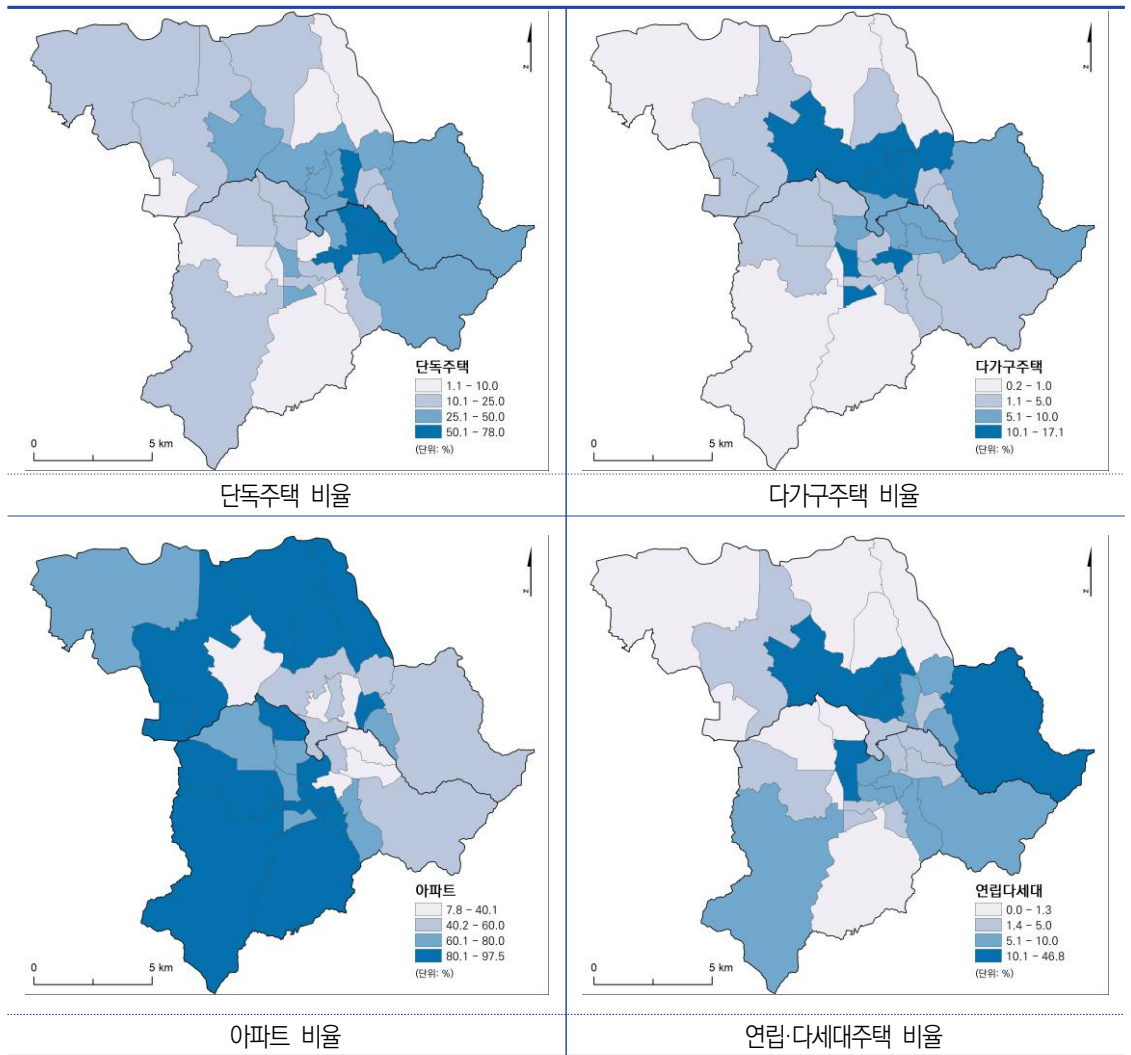 N
단독주택
1.1 - 10.0
10.1 - 25.0
25.1 - 50.0
50.1 - 78.0
(단위: %)
0 5 km
단독주택 비율
N
다가구주택
0.2 - 1.0
1.1 - 5.0
5.1 - 10.0
10.1 - 17.1
(단위: %)
0 5 km
다가구주택 비율
N
아파트
7.8 - 40.1
40.2 - 60.0
60.1 - 80.0
80.1 - 97.5
(단위: %)
0 5 km
아파트 비율
N
연립다세대
0.0 - 1.3
1.4 - 5.0
5.1 - 10.0
10.1 - 46.8
(단위: %)
0 5 km
연립·다세대주택 비율